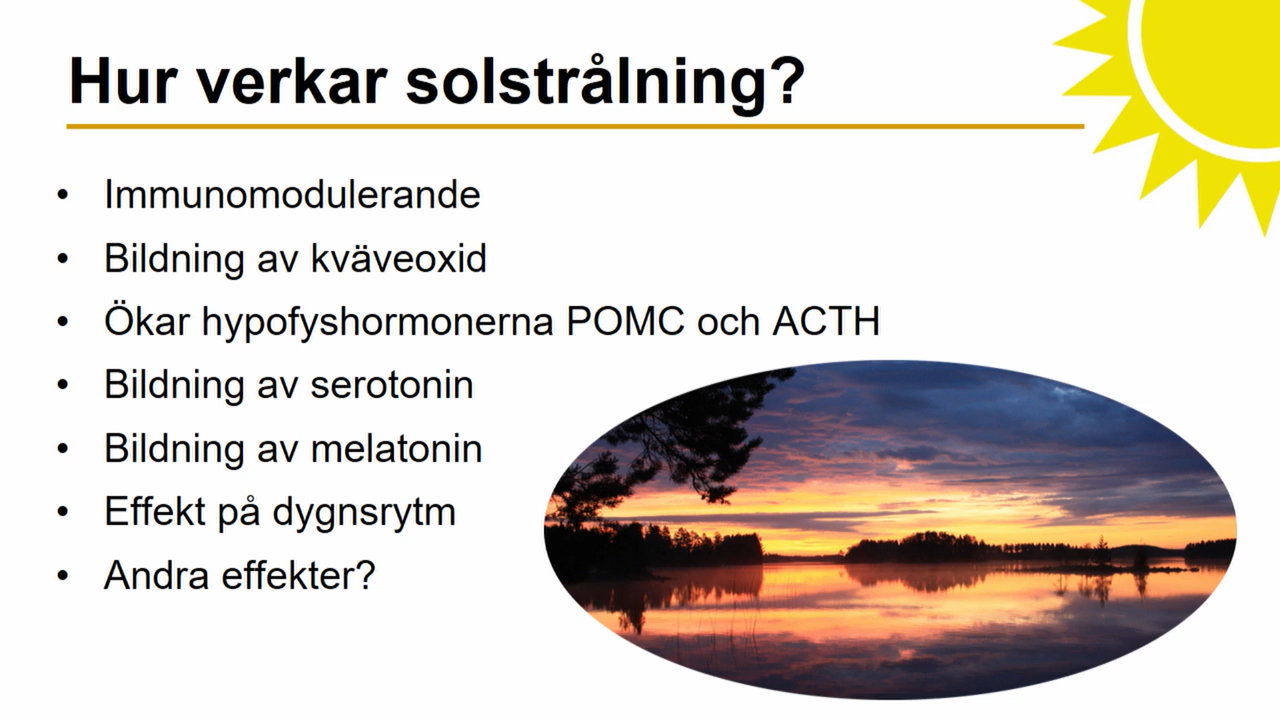 Hur verkar solstrålning?
• Immunomodulerande
• Bildning av kväveoxid
• Ökar hypofyshormonerna POMC och ACTH
• Bildning av serotonin
• Bildning av melatonin
• Effekt på dygnsrytm
• Andra effekter?